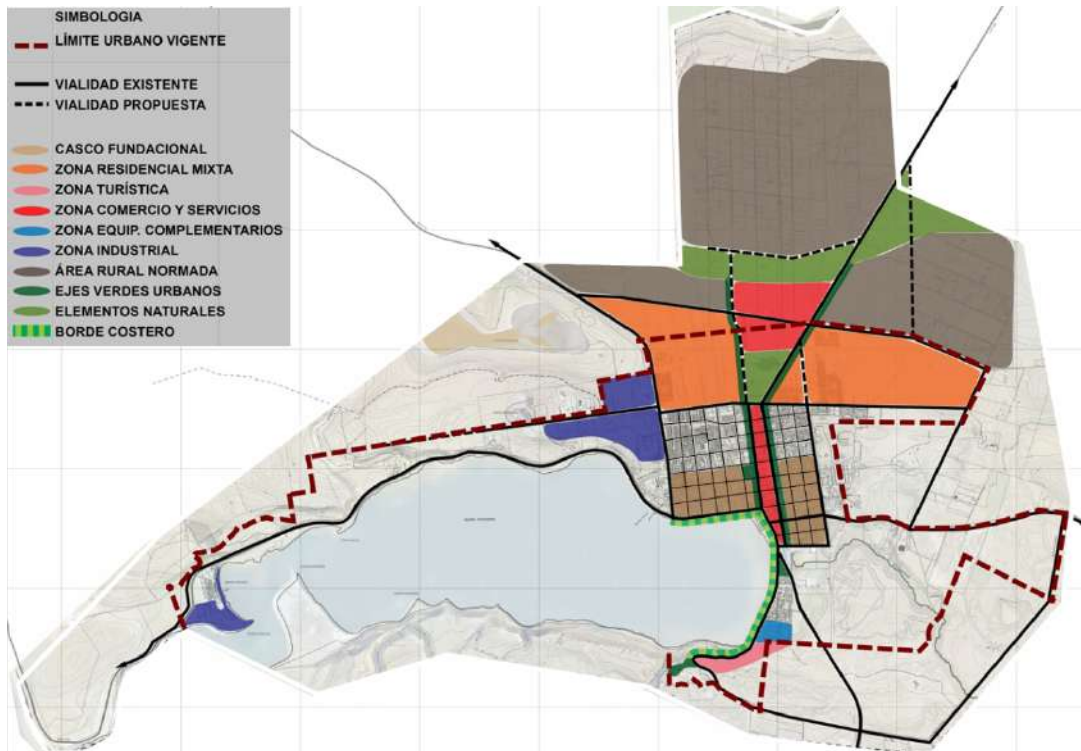 SIMBOLOGIA
LÍMITE URBANO VIGENTE
VIALIDAD EXISTENTE
VIALIDAD PROPUESTA
CASCO FUNDACIONAL
ZONA RESIDENCIAL MIXTA
ZONA TURÍSTICA
ZONA COMERCIO Y SERVICIOS
ZONA EQUIP. COMPLEMENTARIOS
ZONA INDUSTRIAL
ÁREA RURAL NORMADA
EJES VERDES URBANOS
ELEMENTOS NATURALES
BORDE COSTERO